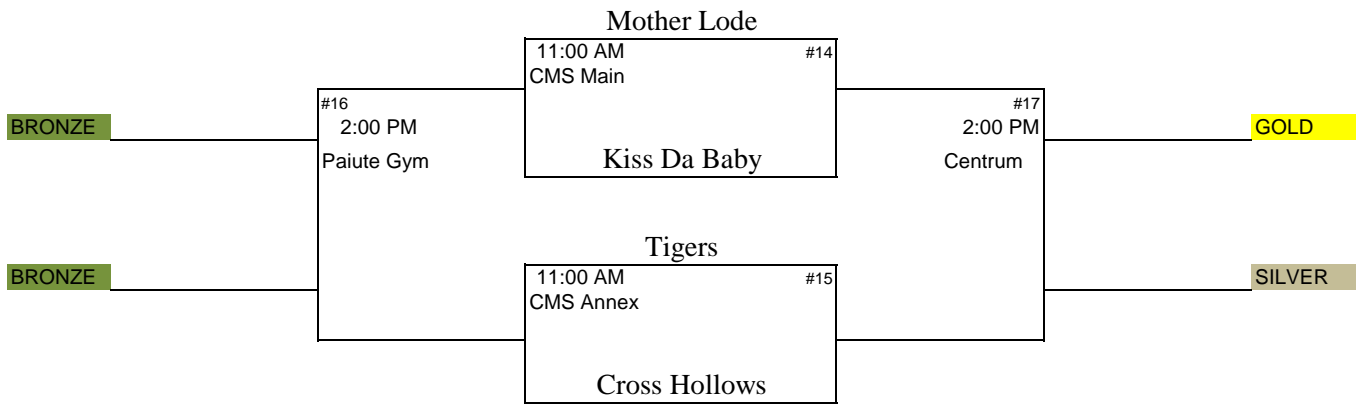 Mother Lode
11:00 AM #14
CMS Main
#16 #17
BRONZE 2:00 PM 2:00 PM GOLD
Paiute Gym Kiss Da Baby Centrum
Tigers
BRONZE 11:00 AM #15 SILVER
CMS Annex
Cross Hollows